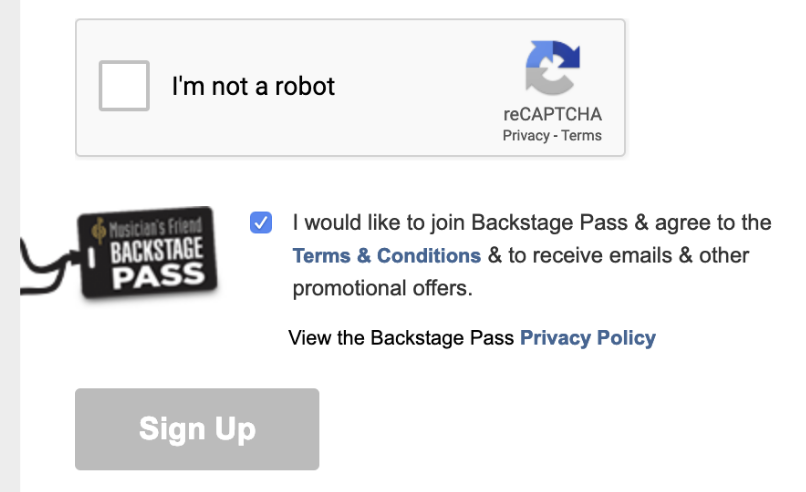 I'm not a robot
reCAPTCHA
Privacy - Terms
Musician's Friend
BACKSTAGE
PASS
I would like to join Backstage Pass & agree to the
Terms & Conditions & to receive emails & other
promotional offers.
View the Backstage Pass Privacy Policy
Sign Up